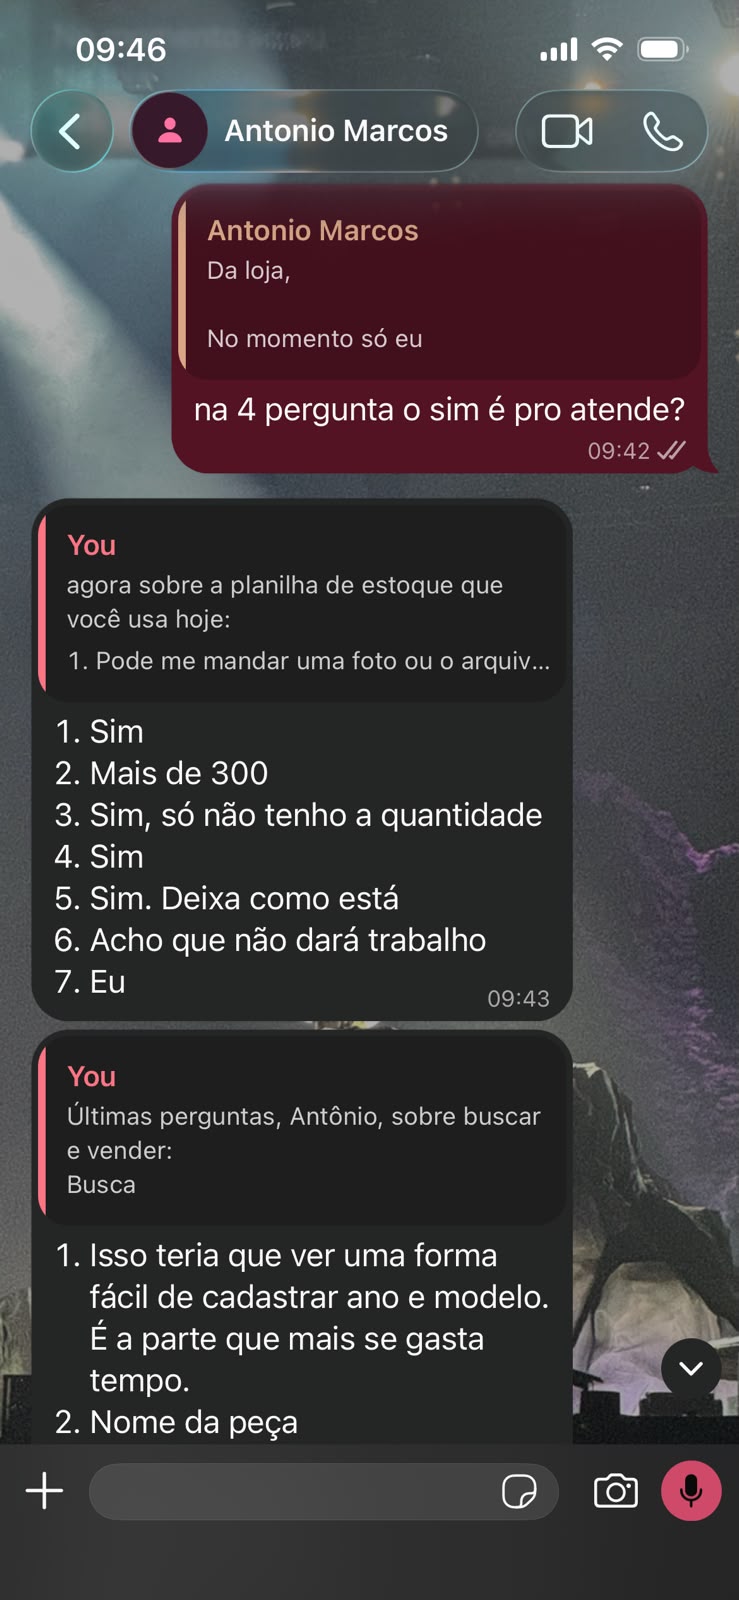 09:46
Antonio Marcos
Antonio Marcos
Da loja,
No momento só eu
na 4 pergunta o sim é pro atende?
09:42
You
agora sobre a planilha de estoque que
você usa hoje:
1. Pode me mandar uma foto ou o arquiv...
1. Sim
2. Mais de 300
3. Sim, só não tenho a quantidade
4. Sim
5. Sim. Deixa como está
6. Acho que não dará trabalho
7. Eu
09:43
You
Últimas perguntas, Antônio, sobre buscar
e vender:
Busca
1. Isso teria que ver uma forma
fácil de cadastrar ano e modelo.
É a parte que mais se gasta
tempo.
2. Nome da peça